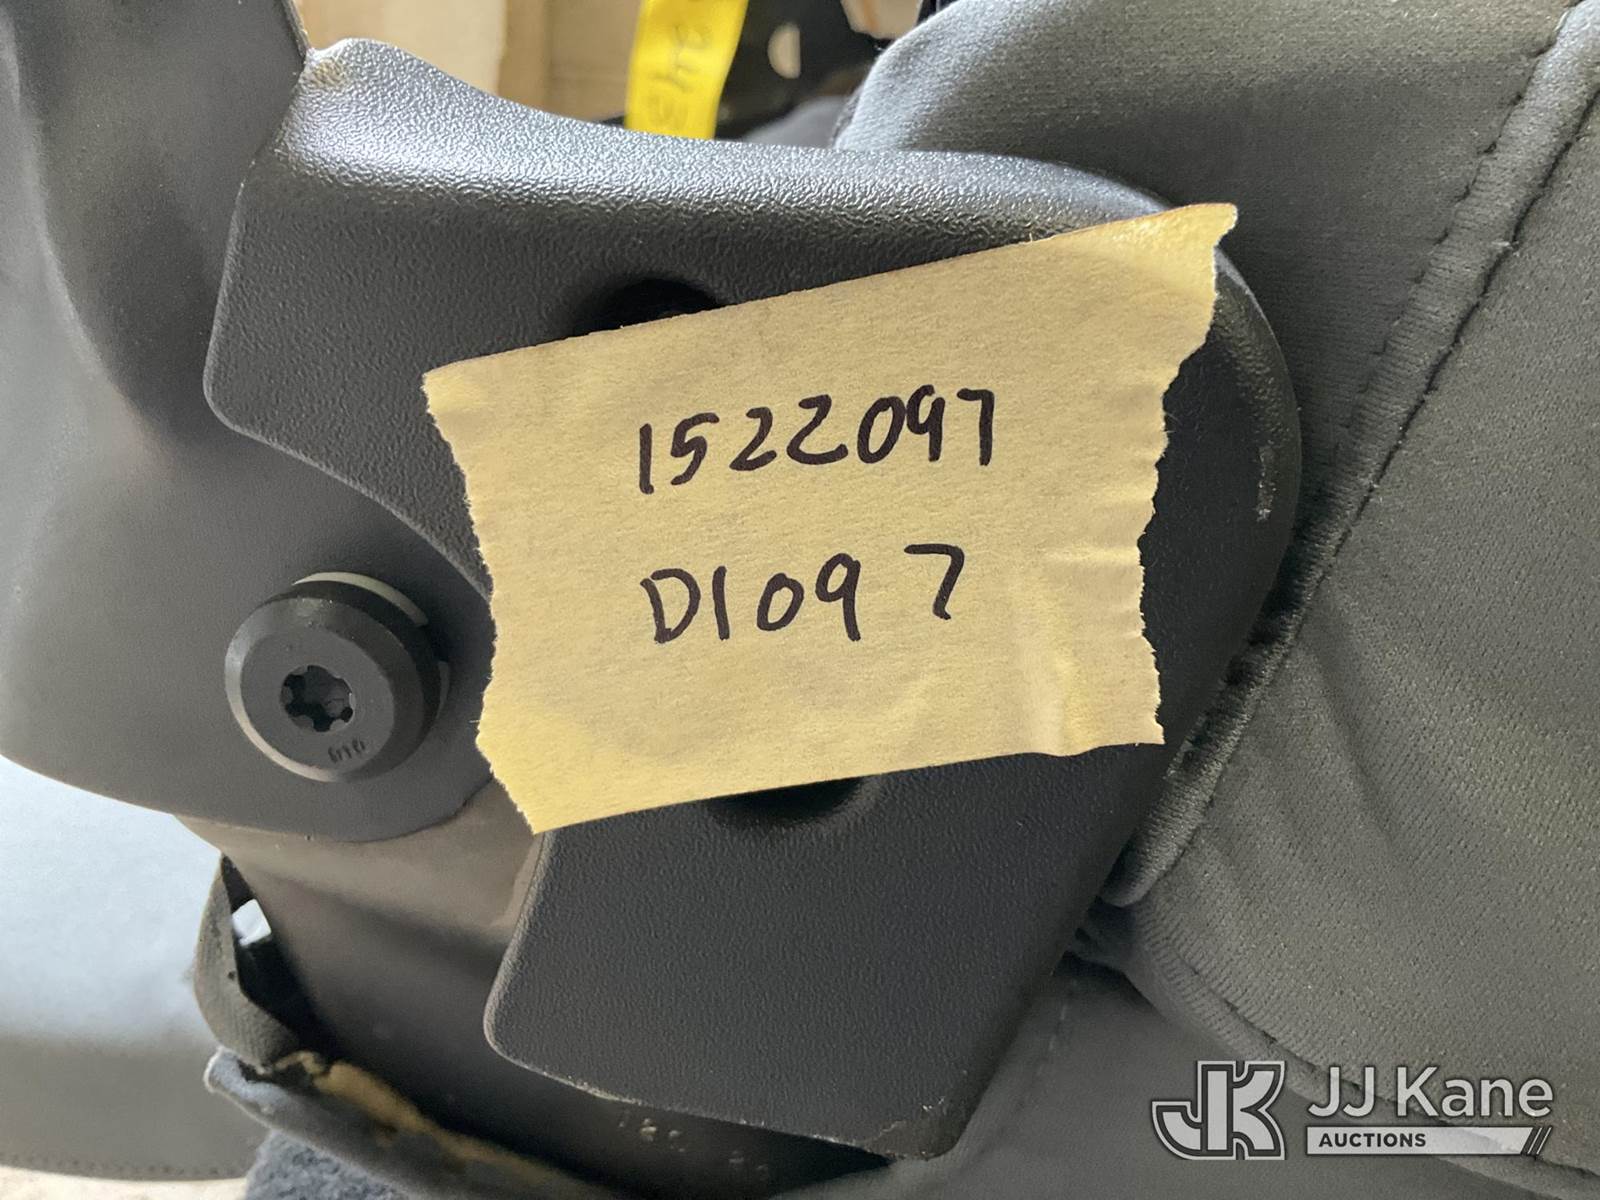 1522097
D1097
JJ Kane
AUCTIONS